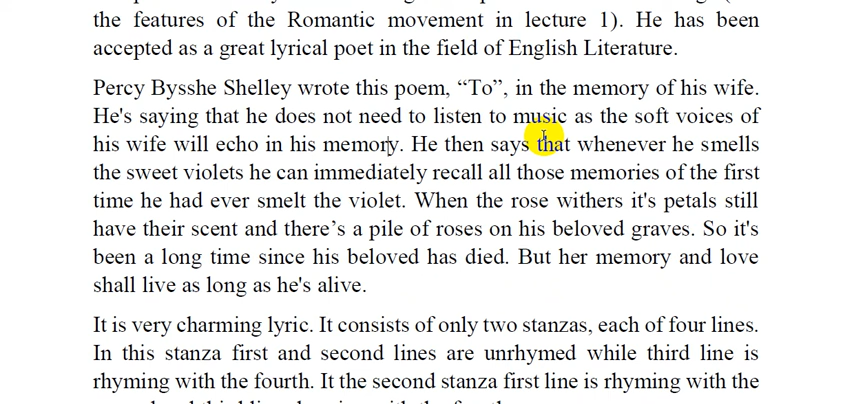 the features of the Romantic movement in lecture 1). He has been
accepted as a great lyrical poet in the field of English Literature.
Percy Bysshe Shelley wrote this poem, “To”, in the memory of his wife.
He's saying that he does not need to listen to music as the soft voices of
his wife will echo in his memory. He then says that whenever he smells
the sweet violets he can immediately recall all those memories of the first
time he had ever smelt the violet. When the rose withers it's petals still
have their scent and there’s a pile of roses on his beloved graves. So it's
been a long time since his beloved has died. But her memory and love
shall live as long as he's alive.
It is very charming lyric. It consists of only two stanzas, each of four lines.
In this stanza first and second lines are unrhymed while third line is
rhyming with the fourth. It the second stanza first line is rhyming with the